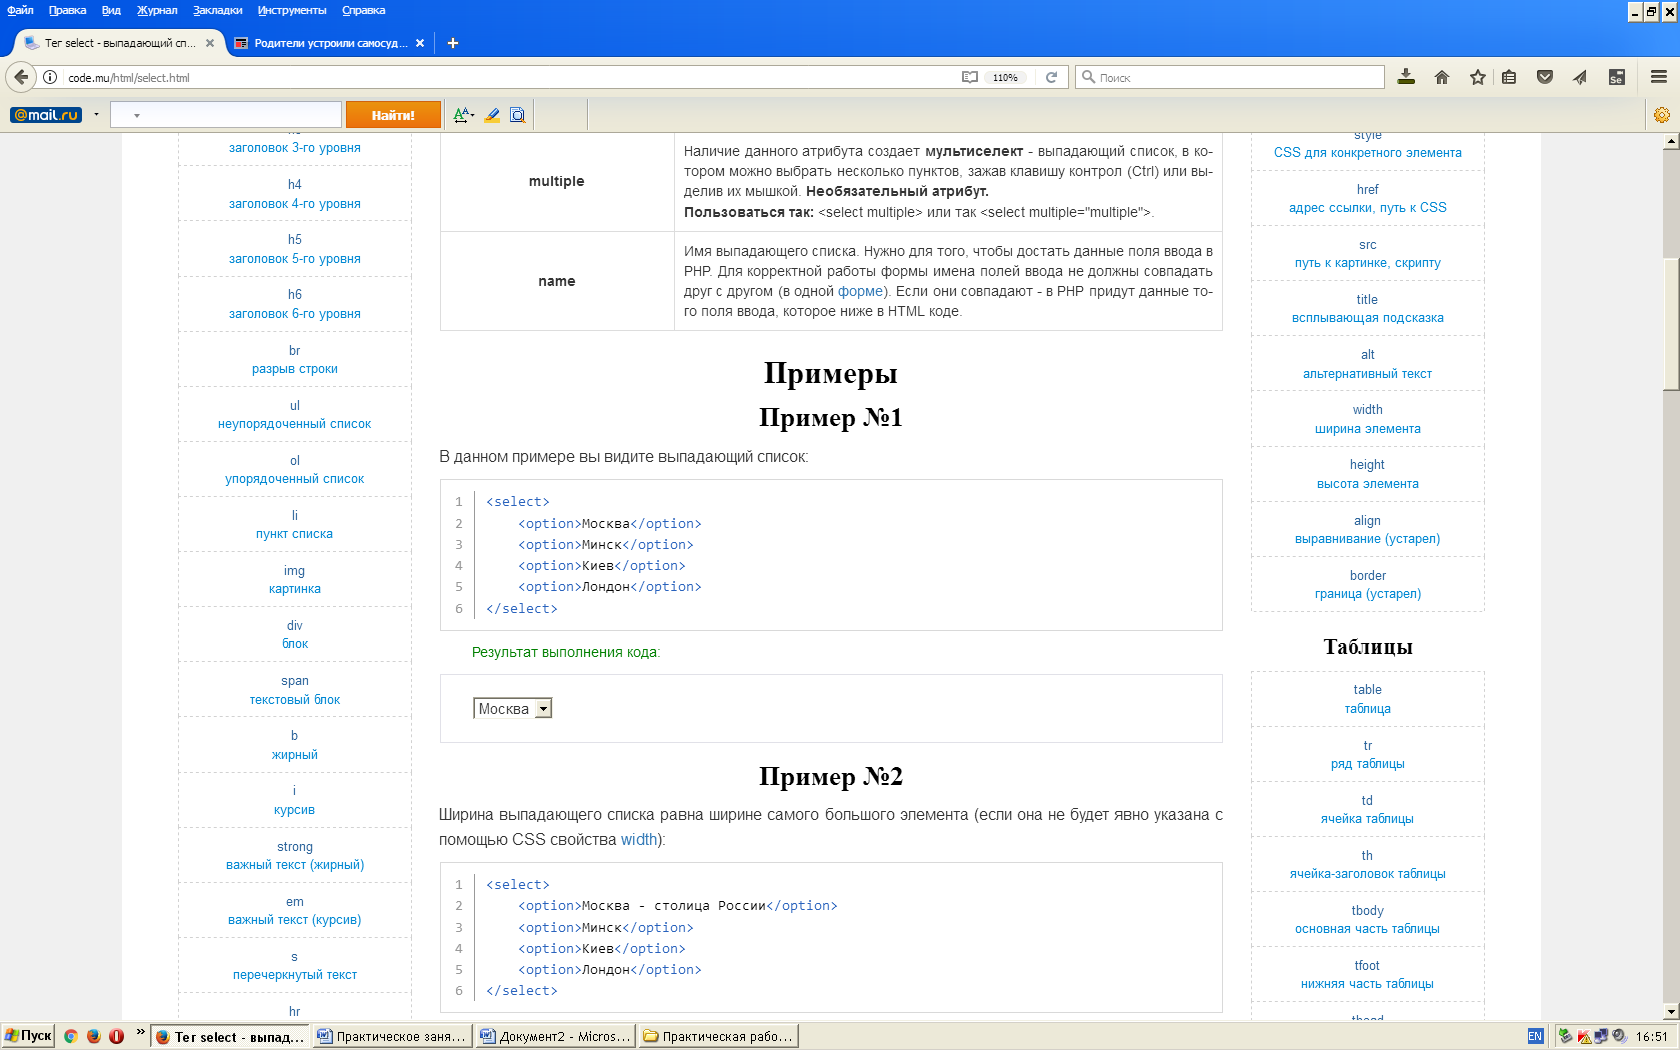 Файл Правка Вид Журнал Закладки Инструменты Справка
Тег select - выпадающий сп...
Родители устроили самосуд...
code.mu/html/select.html
110%
Поиск
@mail.ru
Найти!
заголовок 3-го уровня
h4
заголовок 4-го уровня
h5
заголовок 5-го уровня
h6
заголовок 6-го уровня
br
разрыв строки
ul
неупорядоченный список
ol
упорядоченный список
li
пункт списка
img
картинка
div
блок
span
текстовый блок
b
жирный
i
курсив
strong
важный текст (жирный)
em
важный текст (курсив)
s
перечеркнутый текст
hr
multiple
Наличие данного атрибута создает мультиселект - выпадающий список, в ко-
тором можно выбрать несколько пунктов, зажав клавишу контрол (Ctrl) или вы-
делив их мышкой. Необязательный атрибут.
Пользоваться так: <select multiple> или так <select multiple="multiple">.
name
Имя выпадающего списка. Нужно для того, чтобы достать данные поля ввода в
PHP. Для корректной работы формы имена полей ввода не должны совпадать
друг с другом (в одной форме). Если они совпадают - в PHP придут данные то-
го поля ввода, которое ниже в HTML коде.
Примеры
Пример №1
В данном примере вы видите выпадающий список:
1 <select>
2 <option>Москва</option>
3 <option>Минск</option>
4 <option>Киев</option>
5 <option>Лондон</option>
6 </select>
Результат выполнения кода:
Москва
Пример №2
Ширина выпадающего списка равна ширине самого большого элемента (если она не будет явно указана с
помощью CSS свойства width):
1 <select>
2 <option>Москва - столица России</option>
3 <option>Минск</option>
4 <option>Киев</option>
5 <option>Лондон</option>
6 </select>
style
CSS для конкретного элемента
href
адрес ссылки, путь к CSS
src
путь к картинке, скрипту
title
всплывающая подсказка
alt
альтернативный текст
width
ширина элемента
height
высота элемента
align
выравнивание (устарел)
border
граница (устарел)
Таблицы
table
таблица
tr
ряд таблицы
td
ячейка таблицы
th
ячейка-заголовок таблицы
tbody
основная часть таблицы
tfoot
нижняя часть таблицы
Пуск
Тег select - выпад...
Практическое заня...
Документ2 - Micros...
Практическая рабо...
EN
16:51